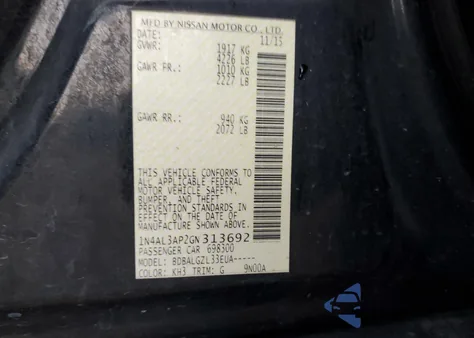 MFD BY NISSAN MOTOR CO., LTD.
DATE: 11/15
GVWR: 1917 KG
4226 LB
GAWR FR.: 1010 KG
2227 LB
GAWR RR.: 940 KG
2072 LB
THIS VEHICLE CONFORMS TO
ALL APPLICABLE FEDERAL
MOTOR VEHICLE SAFETY,
BUMPER, AND THEFT
PREVENTION STANDARDS IN
EFFECT ON THE DATE OF
MANUFACTURE SHOWN ABOVE.
1N4AL3AP2GN313692
PASSENGER CAR 698300
MODEL: BDBALGZL33EUA-----
COLOR: KH3 TRIM: G 9N00A